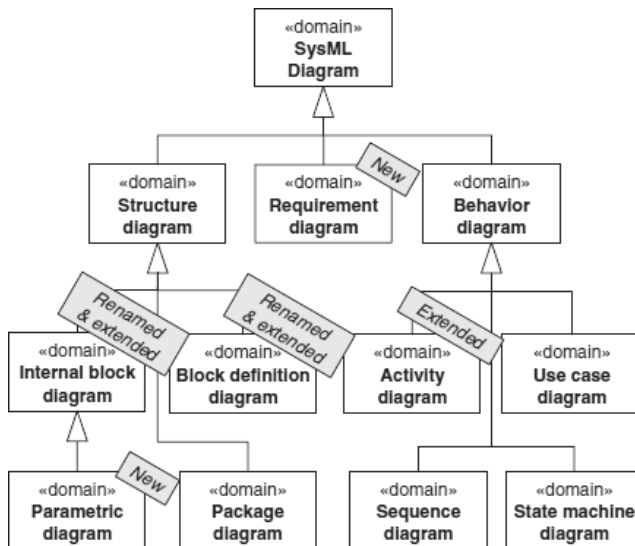 «domain»
SysML
Diagram
New
«domain»
Structure
diagram
«domain»
Requirement
diagram
«domain»
Behavior
diagram
Renamed
& extended
Renamed
& extended
Extended
«domain»
Internal block
diagram
«domain»
Block definition
diagram
«domain»
Activity
diagram
«domain»
Use case
diagram
New
«domain»
Parametric
diagram
«domain»
Package
diagram
«domain»
Sequence
diagram
«domain»
State machine
diagram